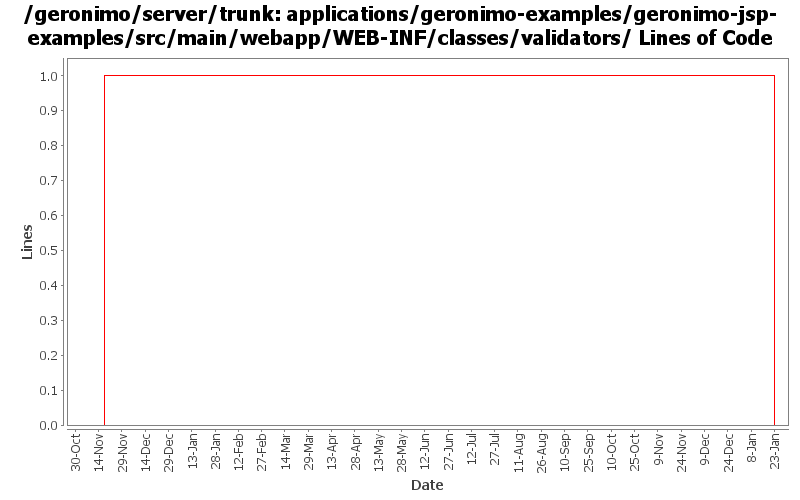 /geronimo/server/trunk: applications/geronimo-examples/geronimo-jsp-
examples/src/main/webapp/WEB-INF/classes/validators/ Lines of Code
1.0
0.9
0.8
0.7
0.6
0.5
0.4
0.3
0.2
0.1
0.0
Lines
30-Oct
14-Nov
29-Nov
14-Dec
29-Dec
13-Jan
28-Jan
12-Feb
27-Feb
14-Mar
29-Mar
13-Apr
28-Apr
13-May
28-May
12-Jun
27-Jun
12-Jul
27-Jul
11-Aug
26-Aug
10-Sep
25-Sep
10-Oct
25-Oct
9-Nov
24-Nov
9-Dec
24-Dec
8-Jan
23-Jan
Date